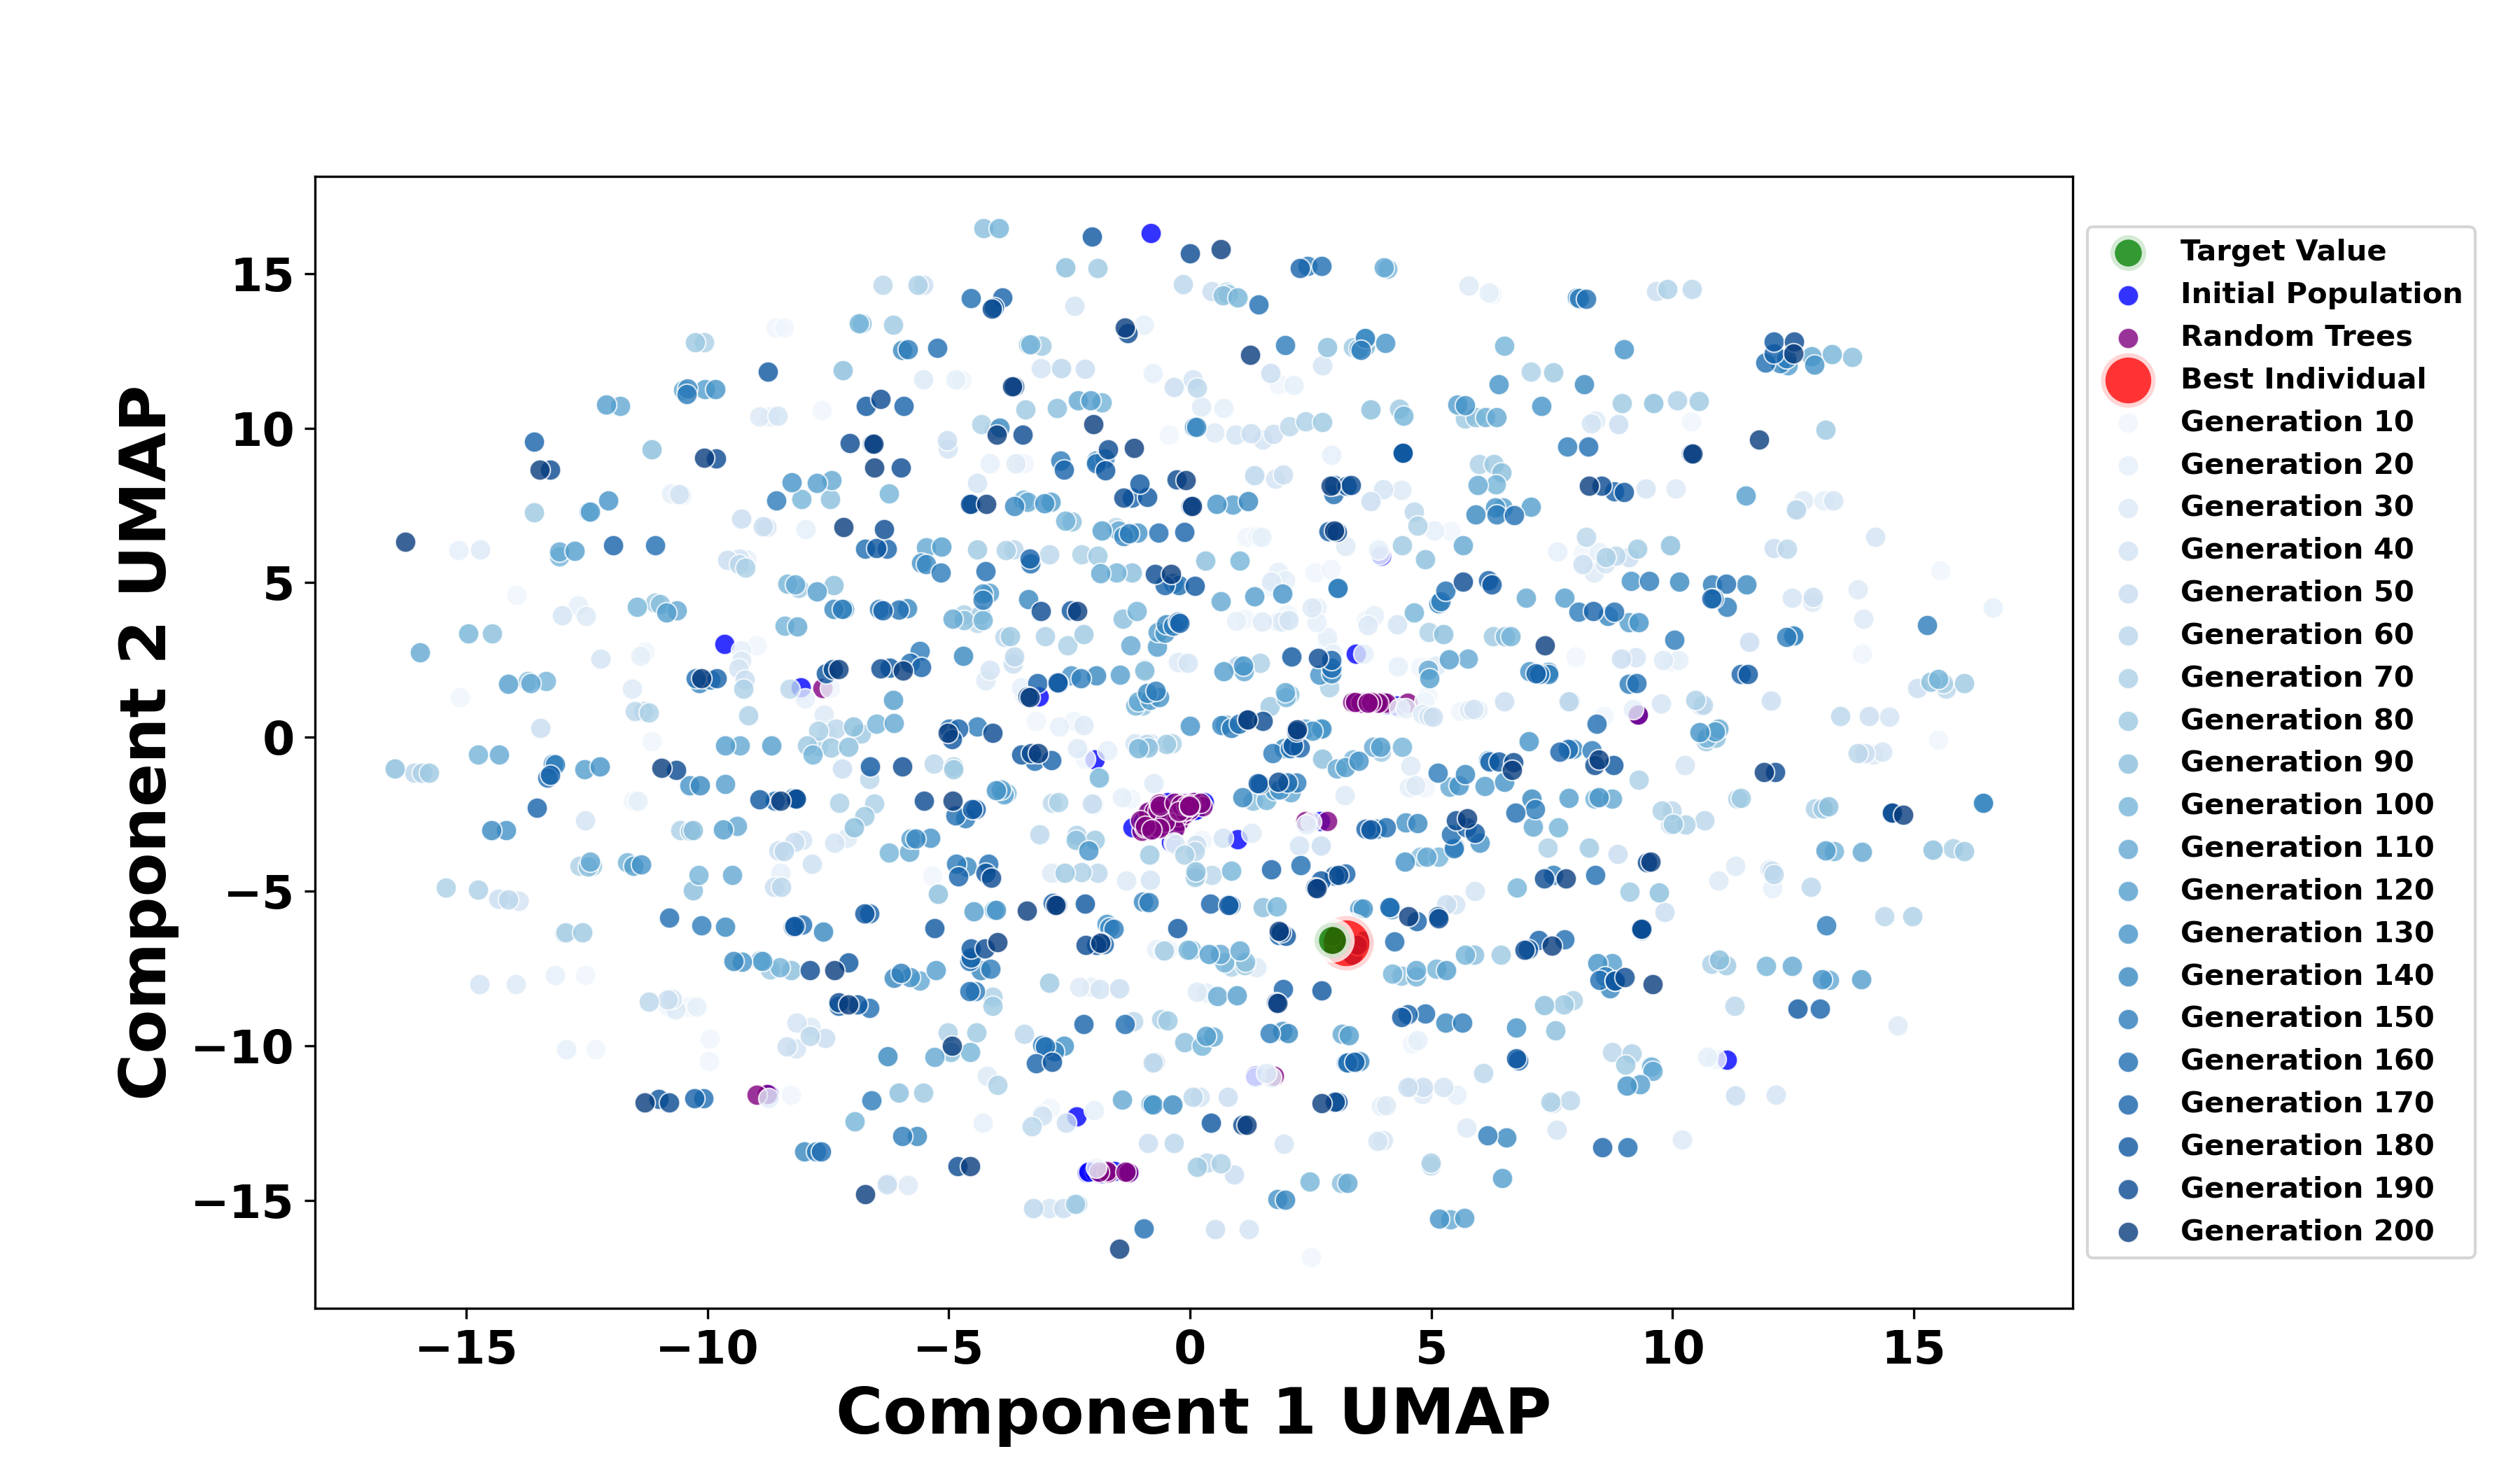 Component 2 UMAP
15
10
5
0
−5
−10
−15
−15
−10
−5
0
5
10
15
Component 1 UMAP
Target Value
Initial Population
Random Trees
Best Individual
Generation 10
Generation 20
Generation 30
Generation 40
Generation 50
Generation 60
Generation 70
Generation 80
Generation 90
Generation 100
Generation 110
Generation 120
Generation 130
Generation 140
Generation 150
Generation 160
Generation 170
Generation 180
Generation 190
Generation 200